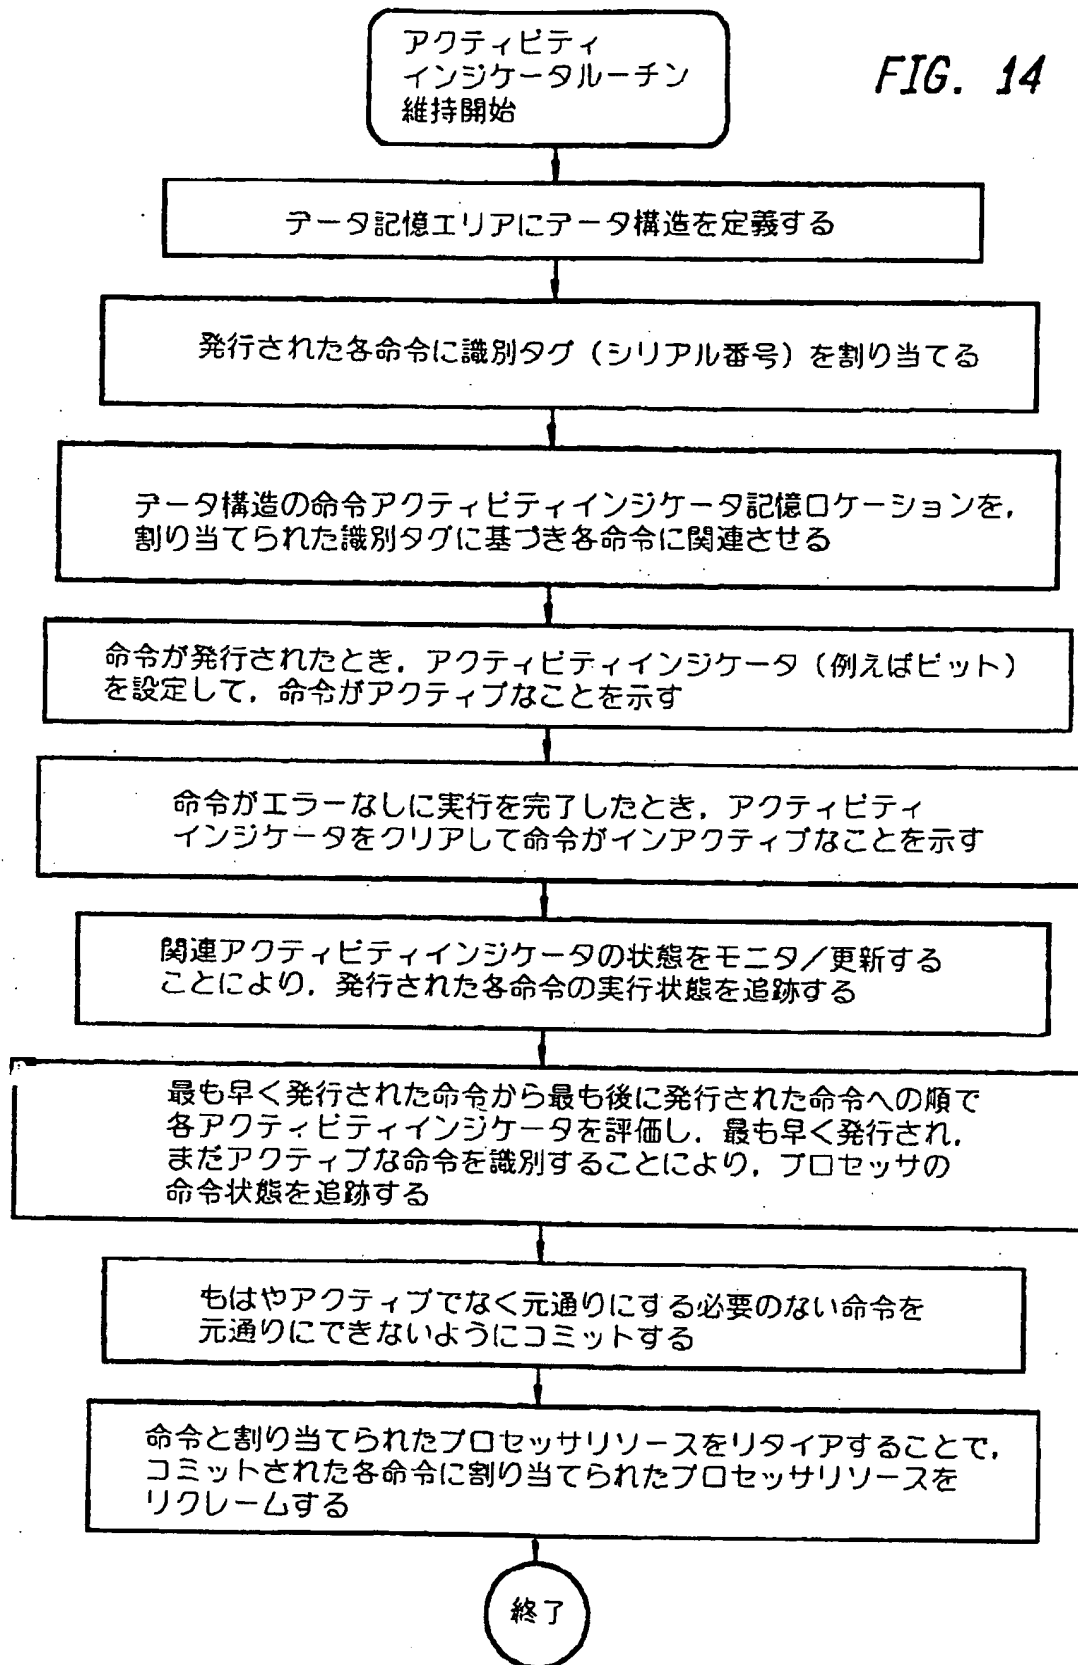 アクティビティ
インジケータルーチン
維持開始
FIG. 14
データ記憶エリアにデータ構造を定義する
発行された各命令に識別タグ（シリアル番号）を割り当てる
データ構造の命令アクティビティインジケータ記憶ロケーションを，
割り当てられた識別タグに基づき各命令に関連させる
命令が発行されたとき，アクティビティインジケータ（例えばビット）
を設定して，命令がアクティブなことを示す
命令がエラーなしに実行を完了したとき，アクティビティ
インジケータをクリアして命令がインアクティブなことを示す
関連アクティビティインジケータの状態をモニタ／更新する
ことにより，発行された各命令の実行状態を追跡する
最も早く発行された命令から最も後に発行された命令への順で
各アクティビティインジケータを評価し，最も早く発行され，
まだアクティブな命令を識別することにより，プロセッサの
命令状態を追跡する
もはやアクティブでなく元通りにする必要のない命令を
元通りにできないようにコミットする
命令と割り当てられたプロセッサリソースをリタイアすることで，
コミットされた各命令に割り当てられたプロセッサリソースを
リクレームする
終了